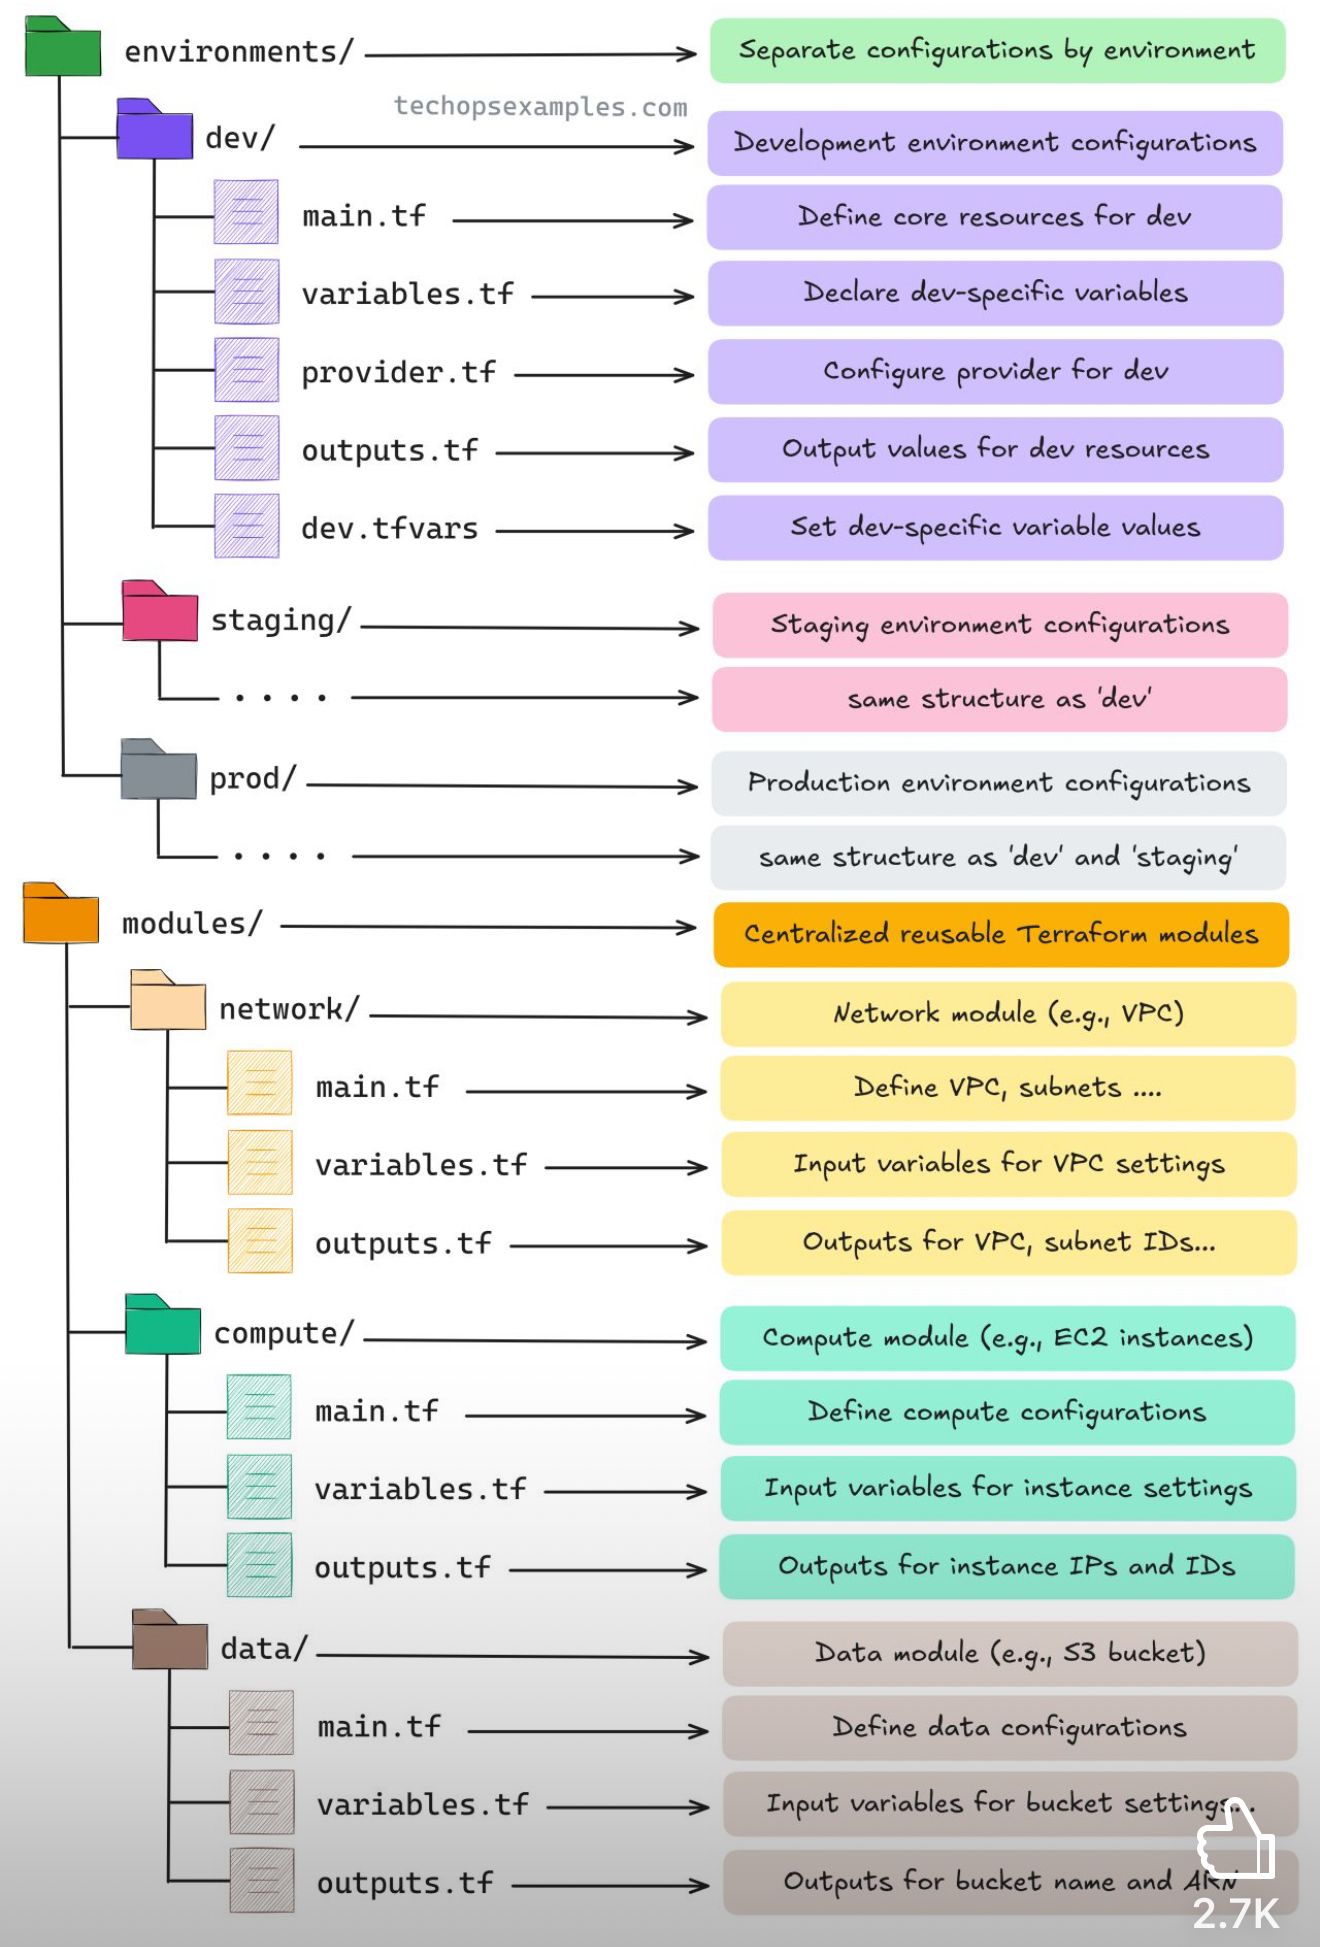 environments/
Separate configurations by environment
techopsexamples.com
dev/
Development environment configurations
main.tf
Define core resources for dev
variables.tf
Declare dev-specific variables
provider.tf
Configure provider for dev
outputs.tf
Output values for dev resources
dev.tfvars
Set dev-specific variable values
staging/
Staging environment configurations
. . . .
same structure as 'dev'
prod/
Production environment configurations
. . . .
same structure as 'dev' and 'staging'
modules/
Centralized reusable Terraform modules
network/
Network module (e.g., VPC)
main.tf
Define VPC, subnets ....
variables.tf
Input variables for VPC settings
outputs.tf
Outputs for VPC, subnet IDs...
compute/
Compute module (e.g., EC2 instances)
main.tf
Define compute configurations
variables.tf
Input variables for instance settings
outputs.tf
Outputs for instance IPs and IDs
data/
Data module (e.g., S3 bucket)
main.tf
Define data configurations
variables.tf
Input variables for bucket settings...
outputs.tf
Outputs for bucket name and ARN
2.7K